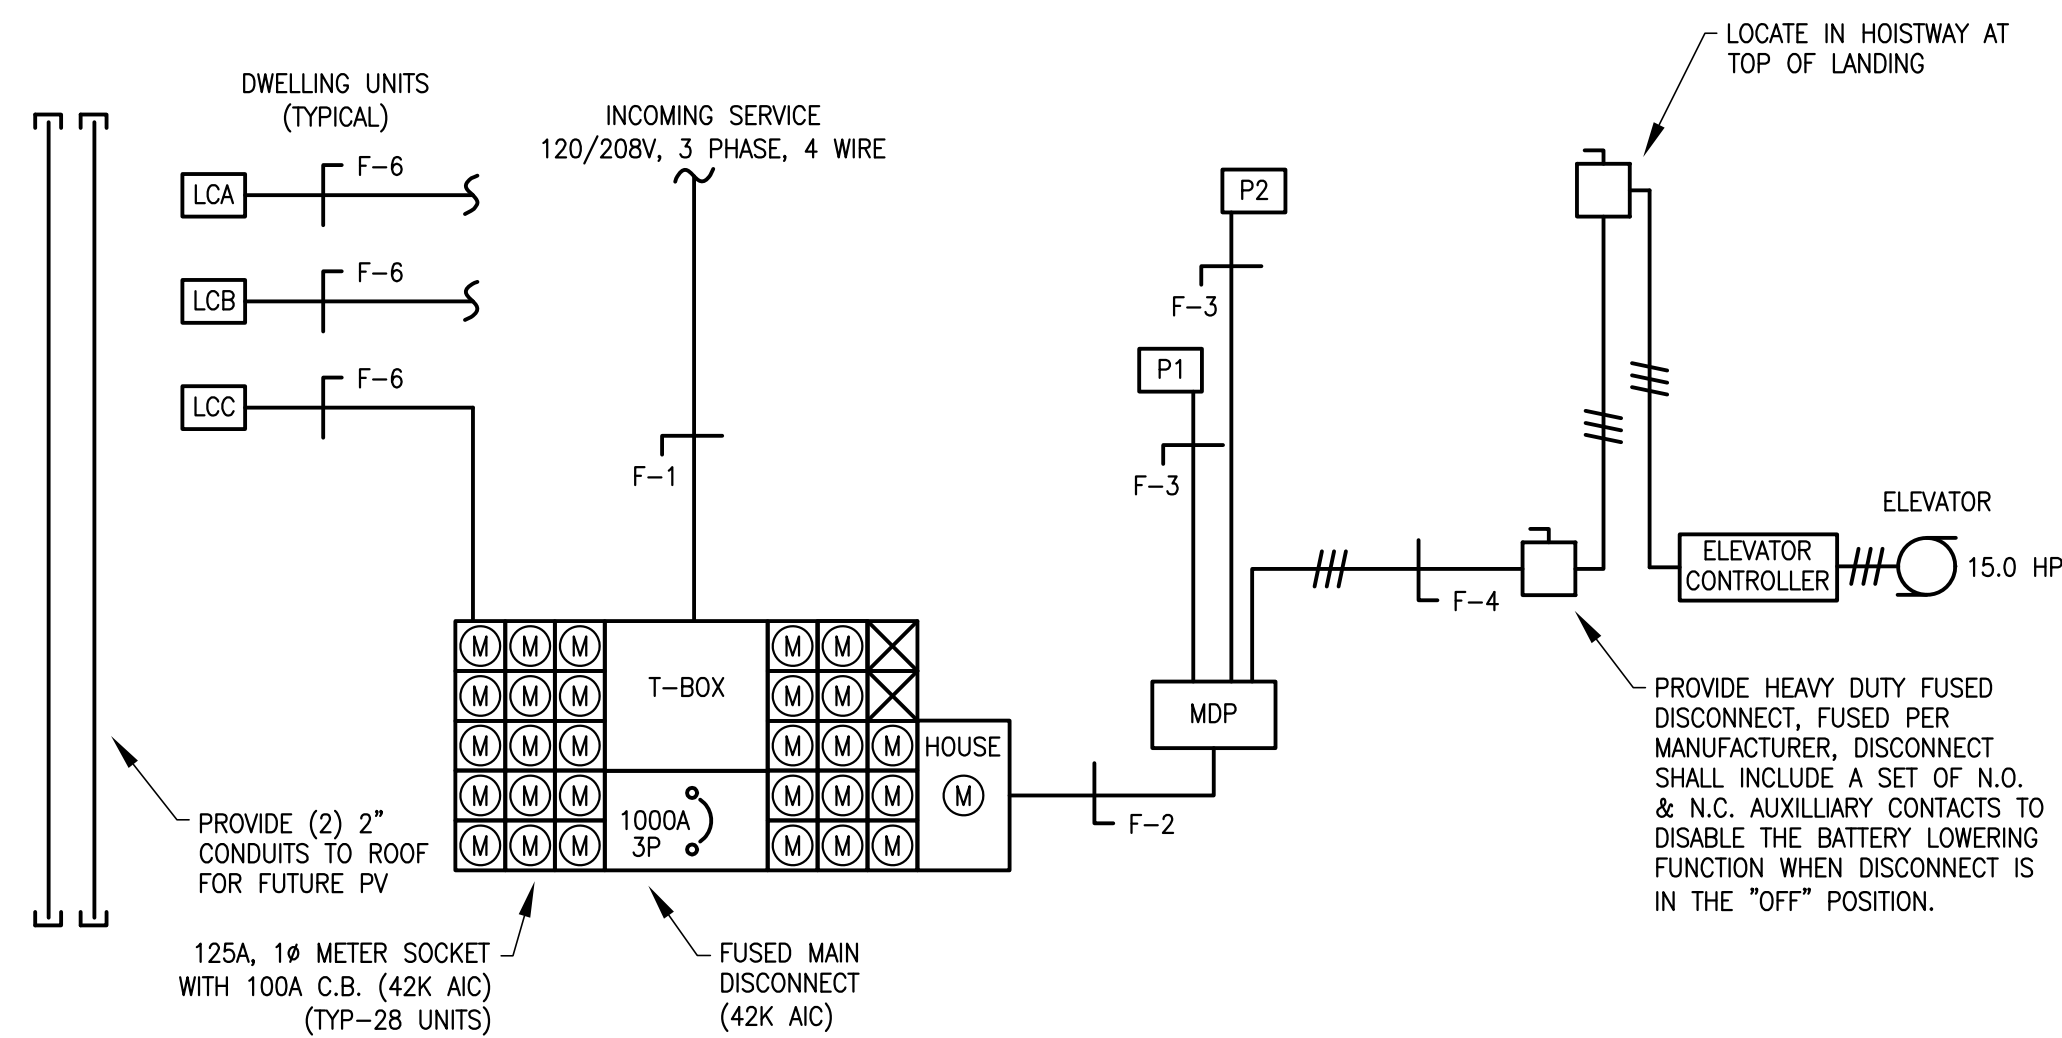 LOCATE IN HOISTWAY AT
TOP OF LANDING
DWELLING UNITS
(TYPICAL)
INCOMING SERVICE
120/208V, 3 PHASE, 4 WIRE
F-6
LCA
P2
F-6
LCB
F-3
P1
F-6
LCC
F-1
F-3
ELEVATOR
ELEVATOR
CONTROLLER
15.0 HP
F-4
M M M M M
T-BOX
M M M M M
PROVIDE HEAVY DUTY FUSED
DISCONNECT, FUSED PER
MANUFACTURER, DISCONNECT
SHALL INCLUDE A SET OF N.O.
& N.C. AUXILLIARY CONTACTS TO
DISABLE THE BATTERY LOWERING
FUNCTION WHEN DISCONNECT IS
IN THE "OFF" POSITION.
MDP
M M M M M M
HOUSE
M
M M M M M M
1000A
3P
M M M M M M
F-2
PROVIDE (2) 2"
CONDUITS TO ROOF
FOR FUTURE PV
125A, 1ø METER SOCKET
WITH 100A C.B. (42K AIC)
(TYP-28 UNITS)
FUSED MAIN
DISCONNECT
(42K AIC)